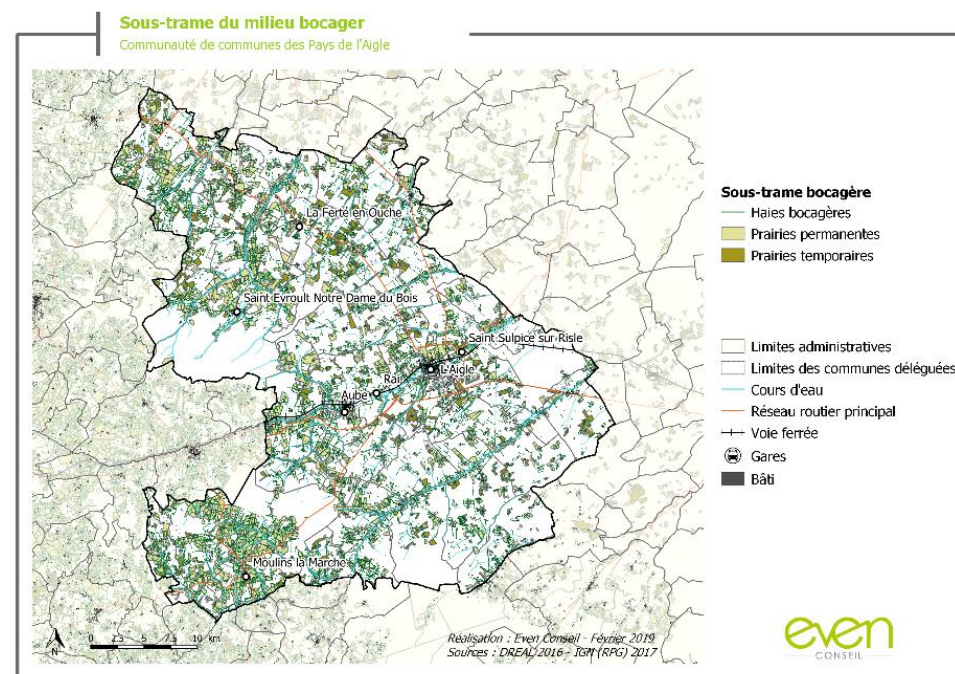 Sous-trame du milieu bocager
Communauté de communes des Pays de l'Aigle
La Ferté en Ouche
Saint Evroult Notre Dame du Bois
Saint Sulpice sur Risle
L'Aigle
Rai
Aube
Moulins la Marche
Sous-trame bocagère
Haies bocagères
Prairies permanentes
Prairies temporaires
Limites administratives
Limites des communes déléguées
Cours d'eau
Réseau routier principal
Voie ferrée
Gares
Bâti
N
0 2.5 5 7.5 10 km
Réalisation : Even Conseil - Février 2019
Sources : DREAL 2016 - IGN (RPG) 2017
even
CONSEIL